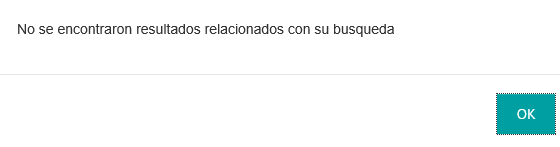 No se encontraron resultados relacionados con su busqueda
OK